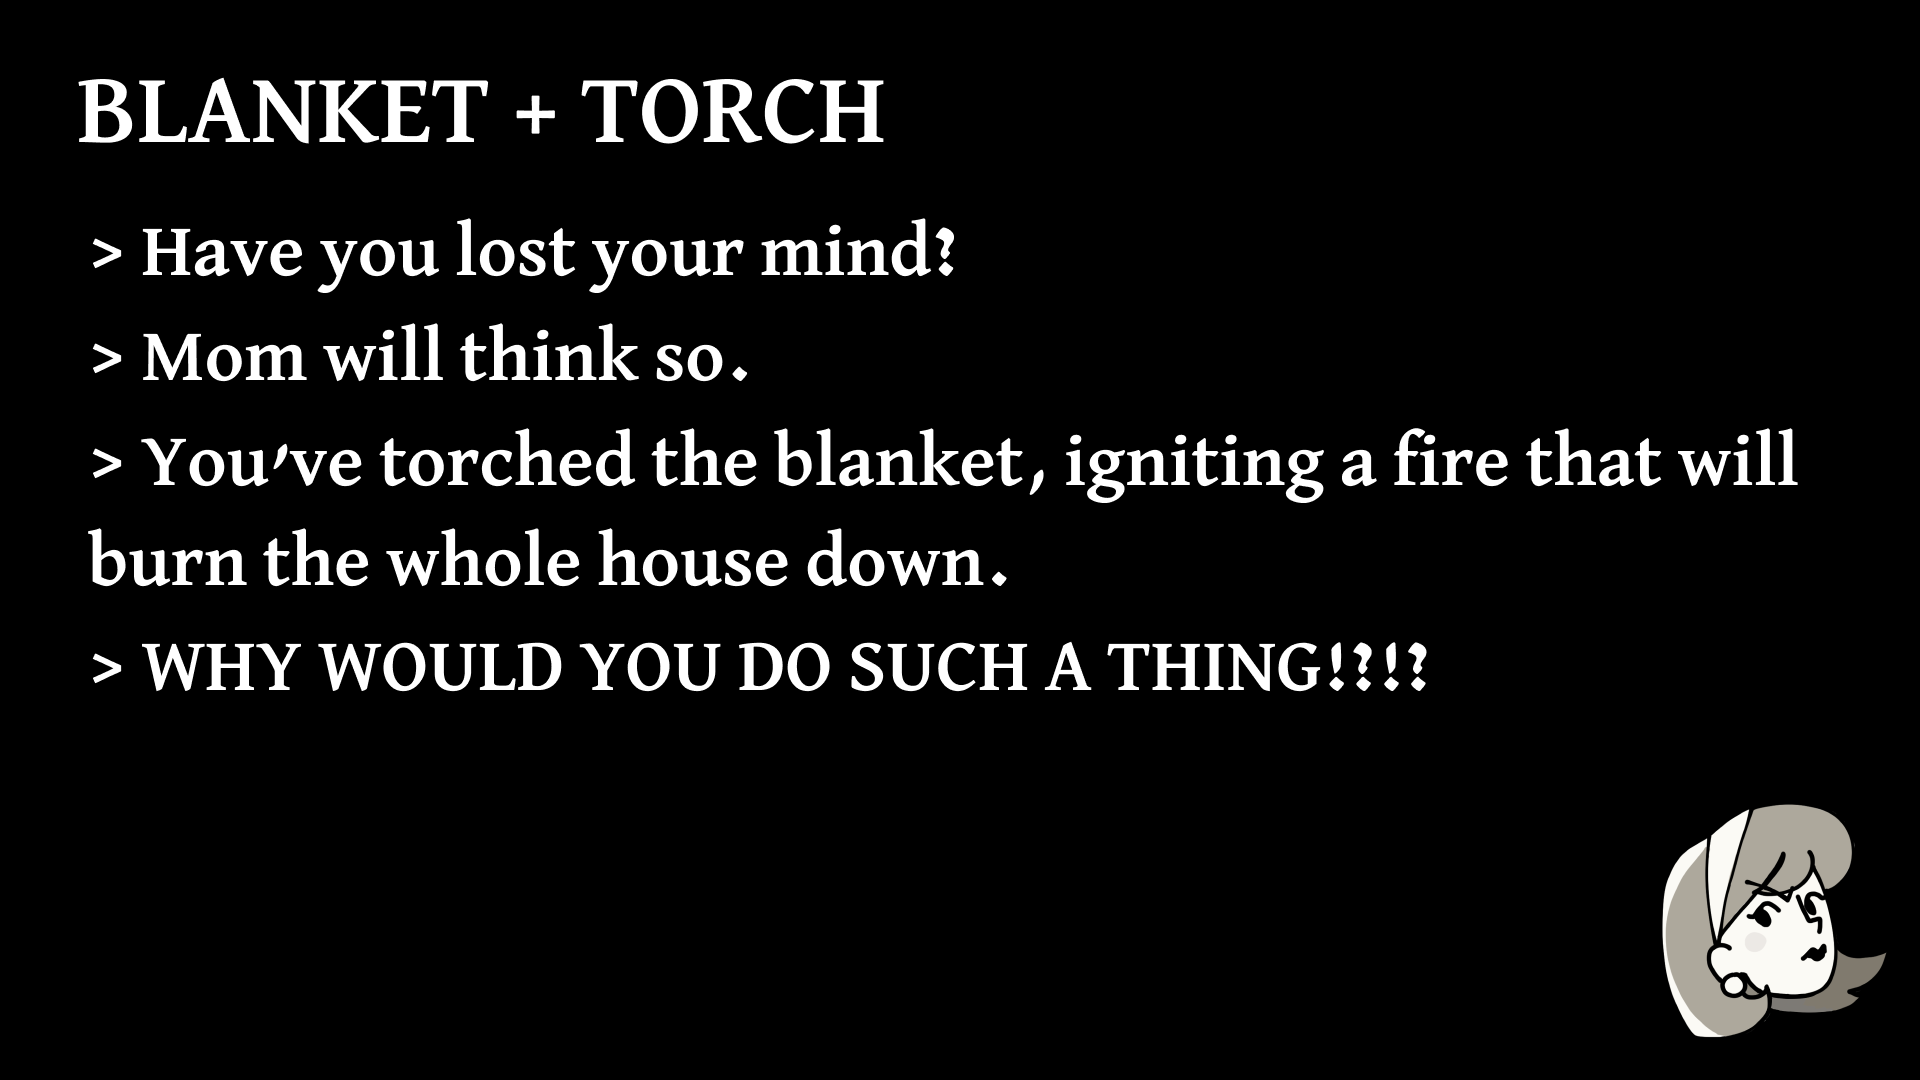 BLANKET + TORCH
> Have you lost your mind?
> Mom will think so.
> You've torched the blanket, igniting a fire that will
burn the whole house down.
> WHY WOULD YOU DO SUCH A THING!?!?